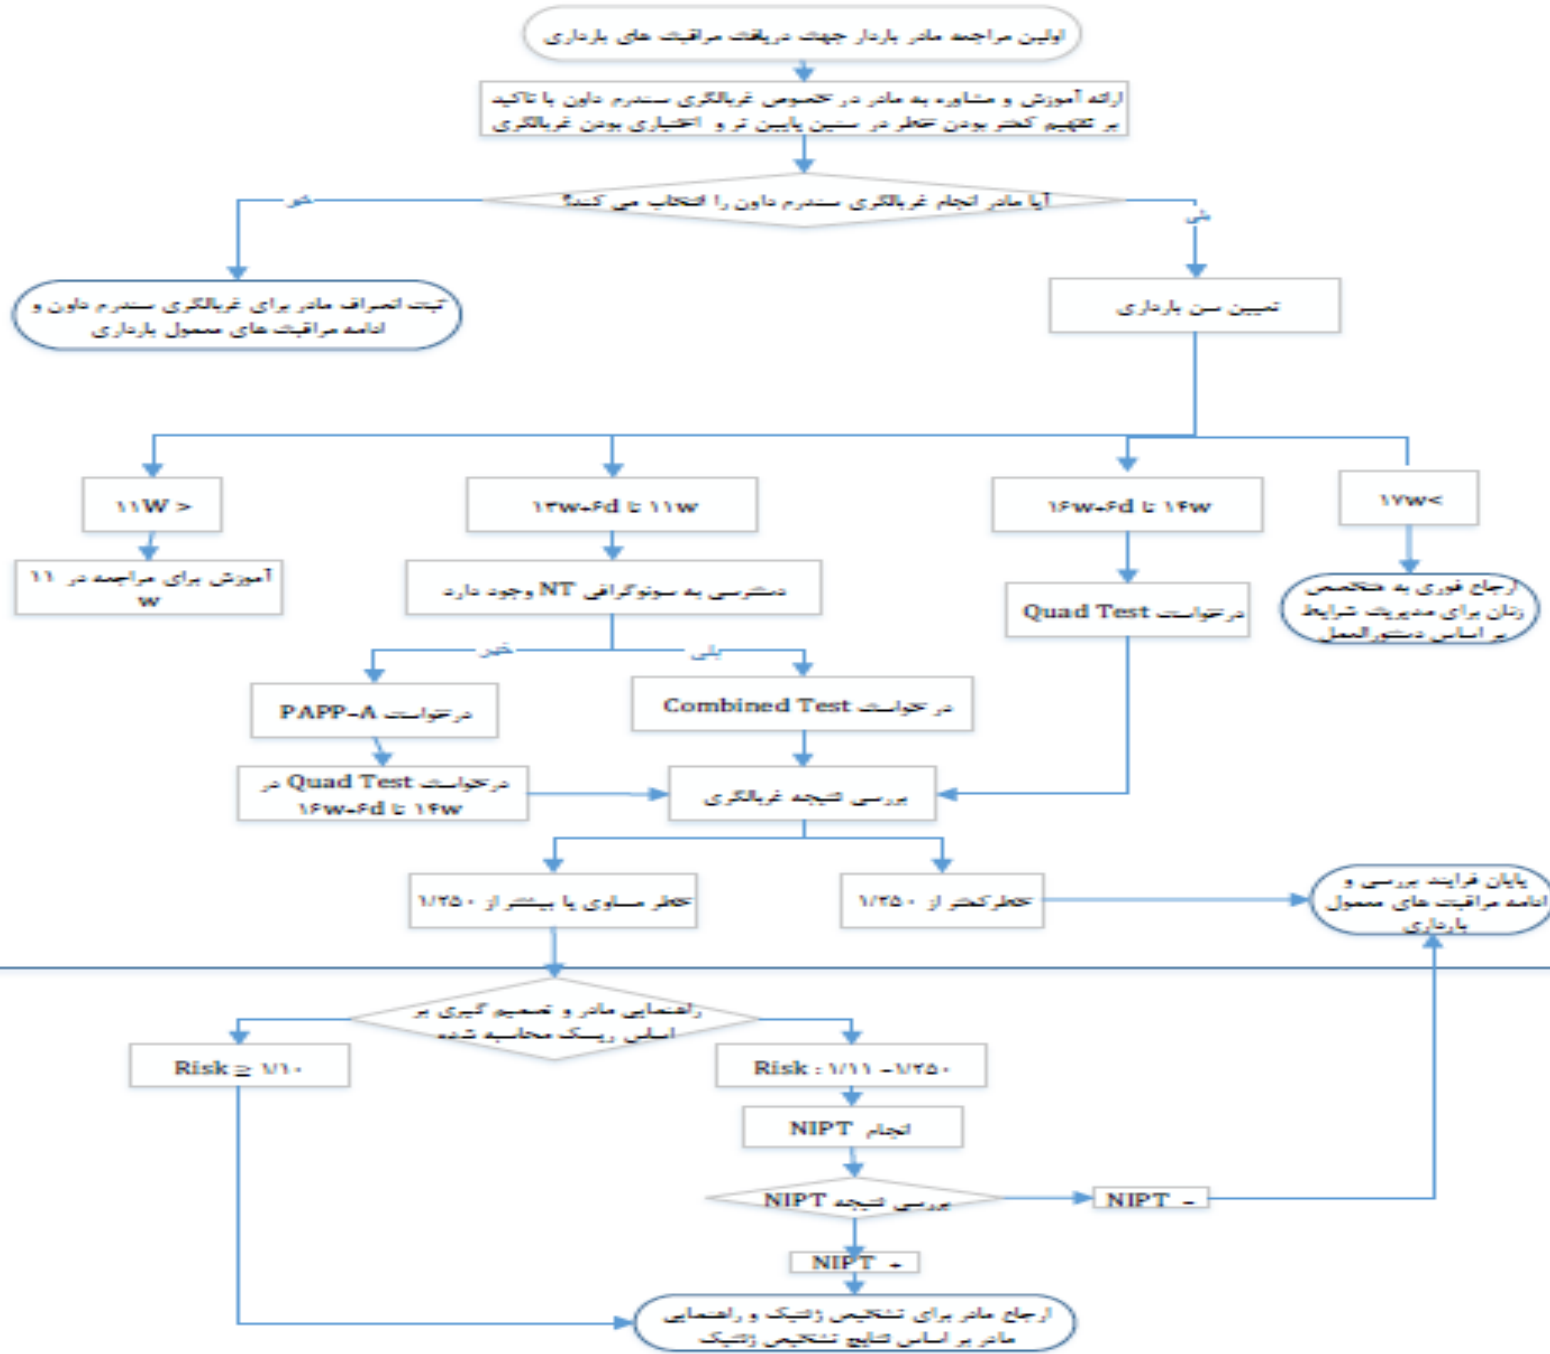 اولین مراجعه مادر باردار جهت دریافت مراقبت های بارداری
ارائه آموزش و مشاوره به مادر در خصوص غربالگری سندرم داون با تاکید
بر تفهیم کمتر بودن خطر در سنین پایین تر و اختیاری بودن غربالگری
آیا مادر انجام غربالگری سندرم داون را انتخاب می کند؟
خیر
بلی
ثبت انصراف مادر برای غربالگری سندرم داون و
ادامه مراقبت های معمول بارداری
تعیین سن بارداری
۱۷w<
۱۴w تا ۱۶w+۶d
۱۱w تا ۱۳w+۶d
۱۱W >
ارجاع فوری به متخصص
زنان برای مدیریت شرایط
بر اساس دستورالعمل
درخواست Quad Test
دسترسی به سونوگرافی NT وجود دارد
آموزش برای مراجعه در ۱۱
w
بلی
خیر
در خواست Combined Test
درخواست PAPP-A
درخواست Quad Test در
۱۴w تا ۱۶w+۶d
بررسی نتیجه غربالگری
خطر مساوی یا بیشتر از ۱/۲۵۰
خطرکمتر از ۱/۲۵۰
پایان فرایند بررسی و
ادامه مراقبت های معمول
بارداری
راهنمایی مادر و تصمیم گیری بر
اساس ریسک محاسبه شده
Risk ≥ ۱/۱۰
Risk : ۱/۱۱ -۱/۲۵۰
انجام NIPT
بررسی نتیجه NIPT
NIPT -
NIPT +
ارجاع مادر برای تشخیص ژنتیک و راهنمایی
مادر بر اساس نتایج تشخیص ژنتیک